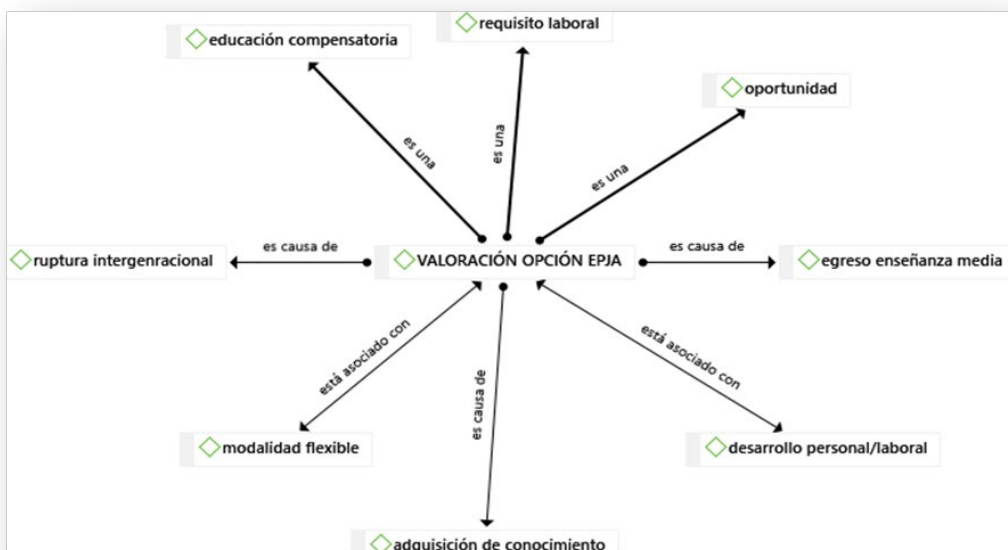 requisito laboral
educación compensatoria
oportunidad
es una
es una
es una
es causa de
es causa de
ruptura intergenracional
VALORACIÓN OPCIÓN EPJA
egreso enseñanza media
está asociado con
es causa de
está asociado con
modalidad flexible
desarrollo personal/laboral
adquisición de conocimiento